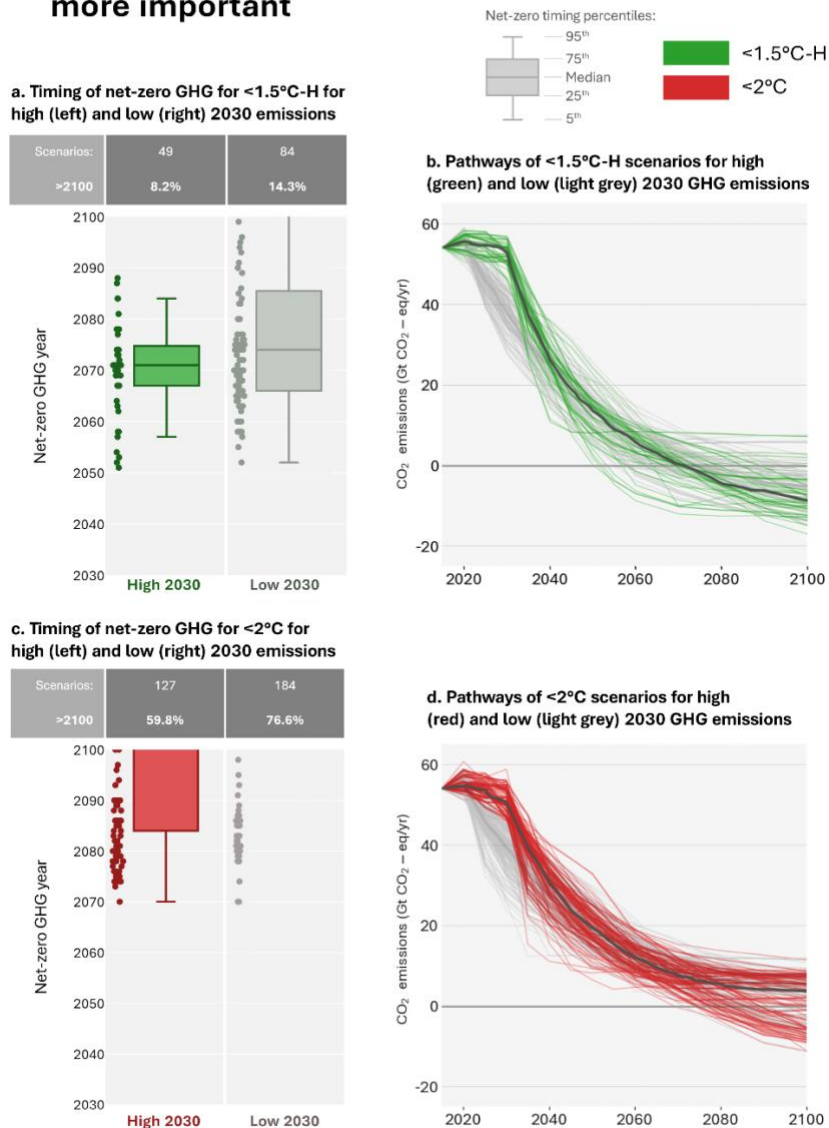 more important
Net-zero timing percentiles:
95th
75th
Median
25th
5th
<1.5°C-H
<2°C
a. Timing of net-zero GHG for <1.5°C-H for
high (left) and low (right) 2030 emissions
Scenarios: 49 84
>2100 8.2% 14.3%
Net-zero GHG year
2100
2090
2080
2070
2060
2050
2040
2030
High 2030 Low 2030
b. Pathways of <1.5°C-H scenarios for high
(green) and low (light grey) 2030 GHG emissions
CO2 emissions (Gt CO2 – eq/yr)
60
40
20
0
-20
2020 2040 2060 2080 2100
c. Timing of net-zero GHG for <2°C for
high (left) and low (right) 2030 emissions
Scenarios: 127 184
>2100 59.8% 76.6%
Net-zero GHG year
2100
2090
2080
2070
2060
2050
2040
2030
High 2030 Low 2030
d. Pathways of <2°C scenarios for high
(red) and low (light grey) 2030 GHG emissions
CO2 emissions (Gt CO2 – eq/yr)
60
40
20
0
-20
2020 2040 2060 2080 2100